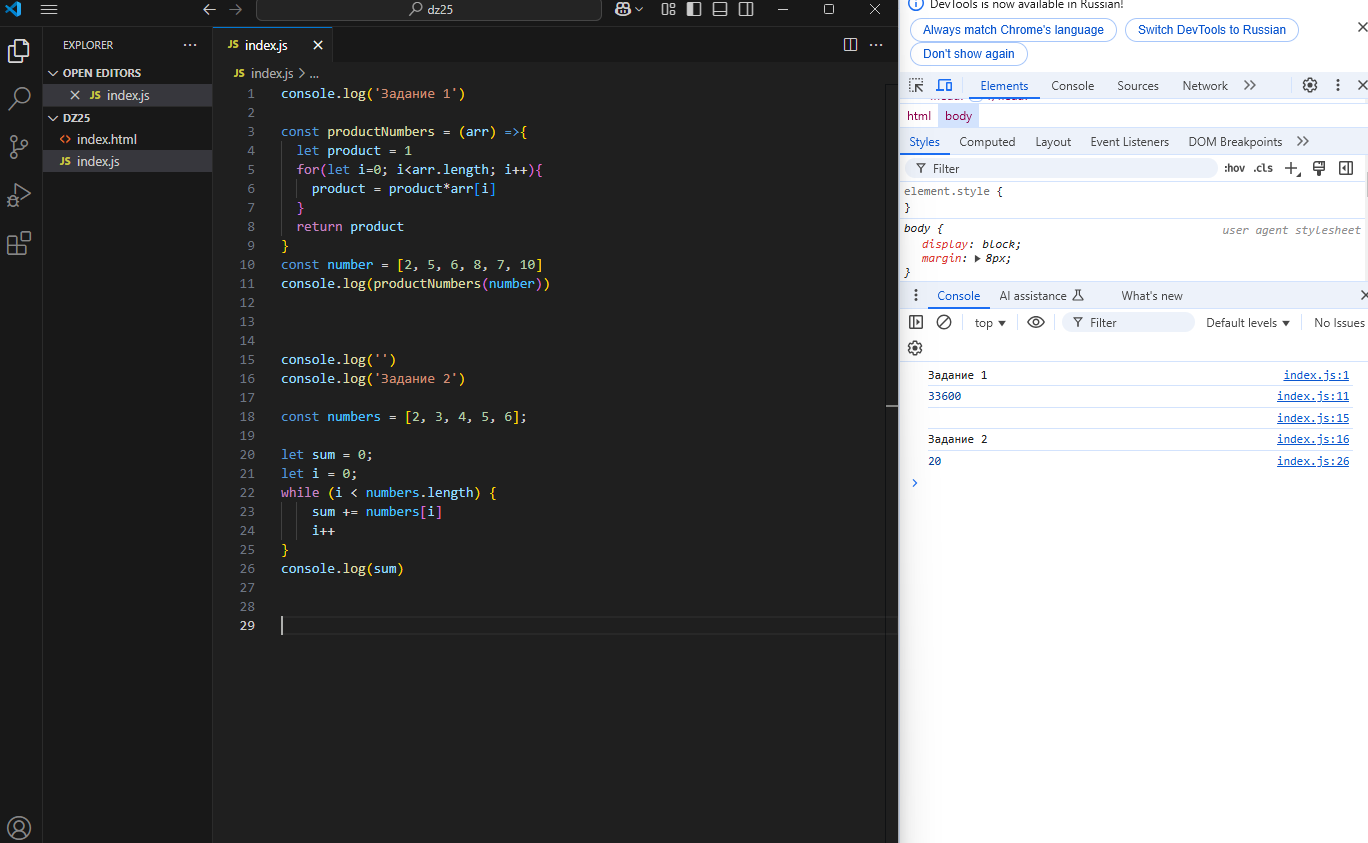 dz25
EXPLORER
OPEN EDITORS
JS index.js
DZ25
<> index.html
JS index.js
JS index.js
JS index.js > ...
1 console.log('Задание 1')
2
3 const productNumbers = (arr) =>{
4 let product = 1
5 for(let i=0; i<arr.length; i++){
6 product = product*arr[i]
7 }
8 return product
9 }
10 const number = [2, 5, 6, 8, 7, 10]
11 console.log(productNumbers(number))
12
13
14
15 console.log('')
16 console.log('Задание 2')
17
18 const numbers = [2, 3, 4, 5, 6];
19
20 let sum = 0;
21 let i = 0;
22 while (i < numbers.length) {
23 sum += numbers[i]
24 i++
25 }
26 console.log(sum)
27
28
29
DevTools is now available in Russian!
Always match Chrome's language
Switch DevTools to Russian
Don't show again
Elements Console Sources Network
html body
Styles Computed Layout Event Listeners DOM Breakpoints
Filter :hov .cls
element.style {
}
body { user agent stylesheet
display: block;
margin: 8px;
}
Console AI assistance What's new
top Filter Default levels No Issues
Задание 1 index.js:1
33600 index.js:11
index.js:15
Задание 2 index.js:16
20 index.js:26